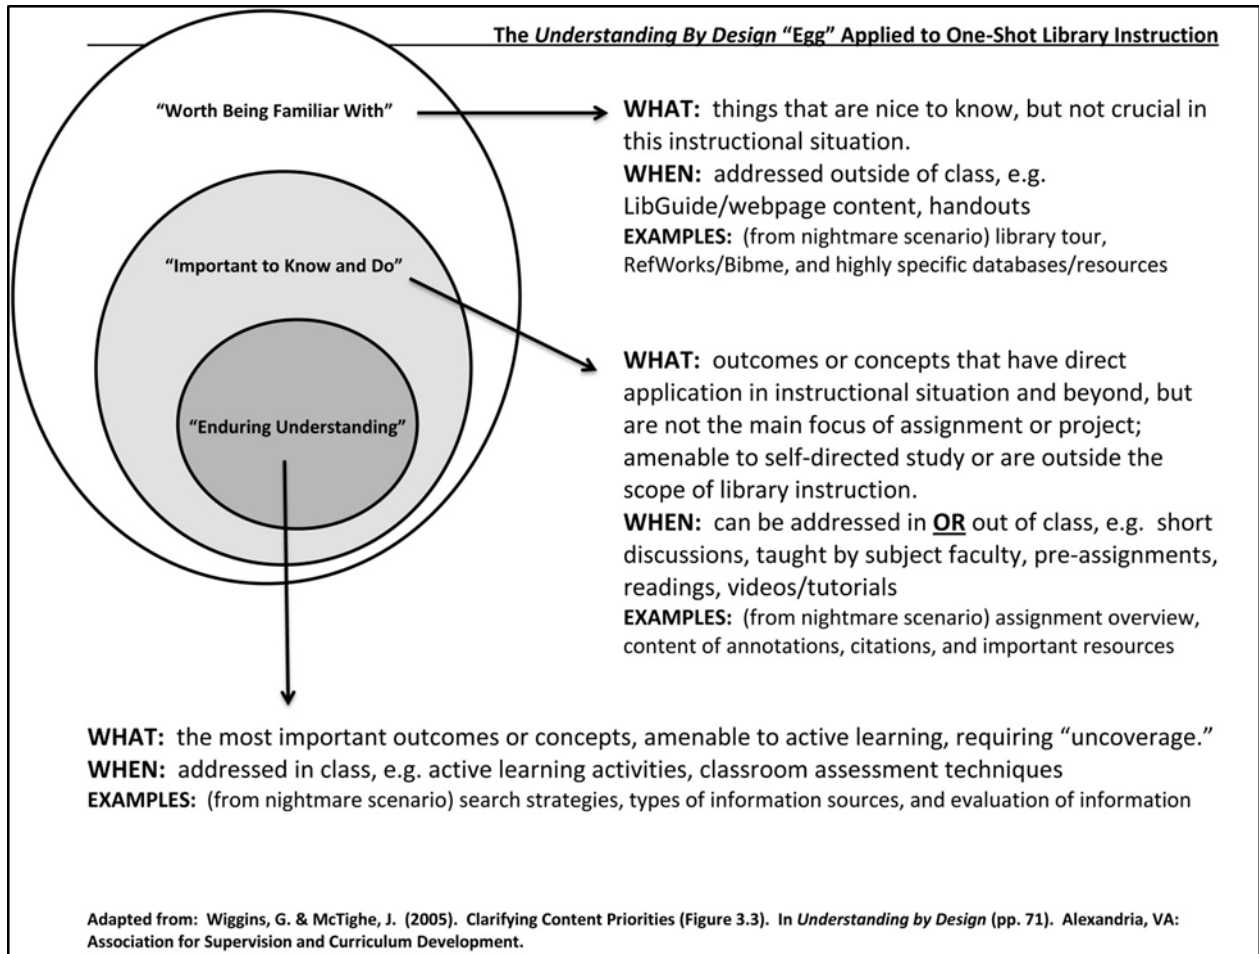 The Understanding By Design “Egg” Applied to One-Shot Library Instruction
“Worth Being Familiar With”
WHAT: things that are nice to know, but not crucial in
this instructional situation.
WHEN: addressed outside of class, e.g.
LibGuide/webpage content, handouts
EXAMPLES: (from nightmare scenario) library tour,
RefWorks/Bibme, and highly specific databases/resources
“Important to Know and Do”
WHAT: outcomes or concepts that have direct
application in instructional situation and beyond, but
are not the main focus of assignment or project;
amenable to self-directed study or are outside the
scope of library instruction.
WHEN: can be addressed in OR out of class, e.g. short
discussions, taught by subject faculty, pre-assignments,
readings, videos/tutorials
EXAMPLES: (from nightmare scenario) assignment overview,
content of annotations, citations, and important resources
“Enduring Understanding”
WHAT: the most important outcomes or concepts, amenable to active learning, requiring “uncoverage.”
WHEN: addressed in class, e.g. active learning activities, classroom assessment techniques
EXAMPLES: (from nightmare scenario) search strategies, types of information sources, and evaluation of information
Adapted from: Wiggins, G. & McTighe, J. (2005). Clarifying Content Priorities (Figure 3.3). In Understanding by Design (pp. 71). Alexandria, VA:
Association for Supervision and Curriculum Development.